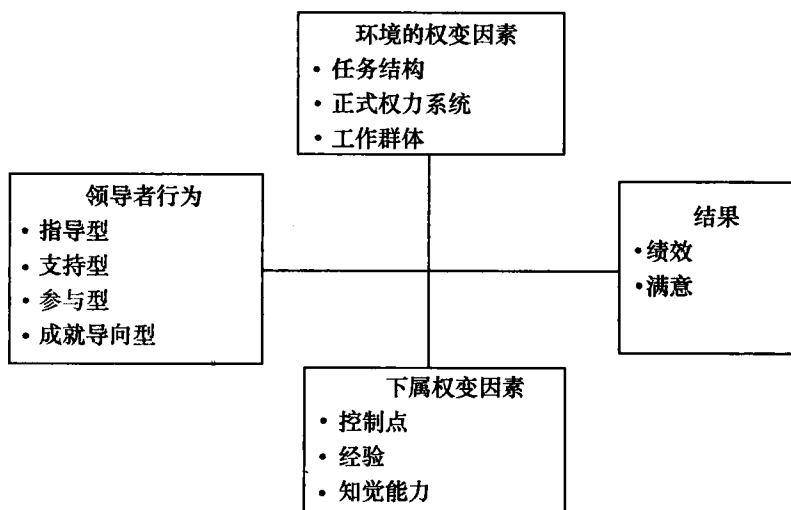 环境的权变因素
• 任务结构
• 正式权力系统
• 工作群体
领导者行为
• 指导型
• 支持型
• 参与型
• 成就导向型
结果
• 绩效
• 满意
下属权变因素
• 控制点
• 经验
• 知觉能力